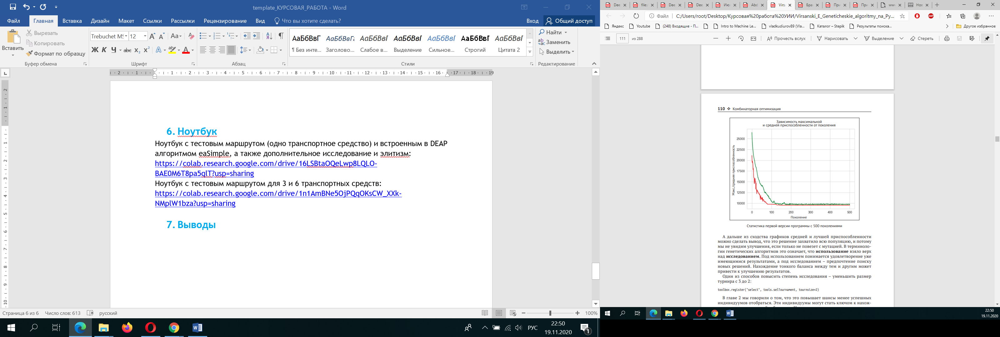 template_КУРСОВАЯ_РАБОТА - Word
Файл Главная Вставка Дизайн Макет Ссылки Рассылки Рецензирование Вид Что вы хотите сделать? Вход Общий доступ
Вставить
Вырезать
Копировать
Формат по образцу
Буфер обмена
Trebuchet MS 12
Шрифт
Абзац
АаБбВвГ АаБбВвГг АаБбВвГ АаБбВвГ АаБбВвГ АаБбВвГ АаБбВвГ
¶ Без инте... Заголово... Слабое в... Выделение Сильное... Строгий Цитата 2
Стили
Найти
Заменить
Выделить
Редактирование
6. Ноутбук
Ноутбук с тестовым маршрутом (одно транспортное средство) и встроенным в DEAP
алгоритмом eaSimple, а также дополнительное исследование и элитизм:
https://colab.research.google.com/drive/16LSBtaOQeLwp8LQLO-
BAE0M6T8pa5qlT?usp=sharing
Ноутбук с тестовым маршрутом для 3 и 6 транспортных средств:
https://colab.research.google.com/drive/1n1AmBNe5OjPQqOKsCW_XXk-
NMplW1bza?usp=sharing
7. Выводы
Страница 6 из 6 Число слов: 613 русский 100%
РУС 22:50
19.11.2020
1
Dee file:/ Dee Dee Июл Abd Virsa Бра При При www Нов
Файл C:/Users/root/Desktop/Курсовая%20работа%20УИИ/Virsanski_E_Geneticheskie_algoritmy_na_Py...
Яндекс Youtube (248) Входящие - П... Intro to Machine Le... vladkudiurov89 (Vla... Каталог – Stepik Результаты поиска... Другое избранное
111 из 288 Прочесть вслух Нарисовать Выделение Стереть
110 ❖ Комбинаторная оптимизация
Зависимость максимальной
и средней приспособленности от поколения
Макс./средняя приспособленность
25000
22500
20000
17500
15000
12500
10000
0 100 200 300 400 500
Поколение
Статистика первой версии программы с 500 поколениями
А дальше из сходства графиков средней и лучшей приспособленности
можно сделать вывод, что это решение захватило всю популяцию, и потому
мы не увидим улучшения, если только не повезет с мутацией. В терминоло-
гии генетических алгоритмов это означает, что использование взяло верх
над исследованием. Под использованием понимается удовлетворение уже
имеющимися результатами, а под исследованием – предпочтение поиску
новых решений. Нахождение тонкого баланса между тем и другим может
привести к улучшению результатов.
Один из способов повысить степень исследования – уменьшить размер
турнира с 3 до 2:
toolbox.register("select", tools.selTournament, tournsize=2)
В главе 2 мы говорили о том, что это повышает шансы менее успешных
индивидуумов отобраться. Эти индивидуумы могут стать ключом к нахож-
22:50
19.11.2020